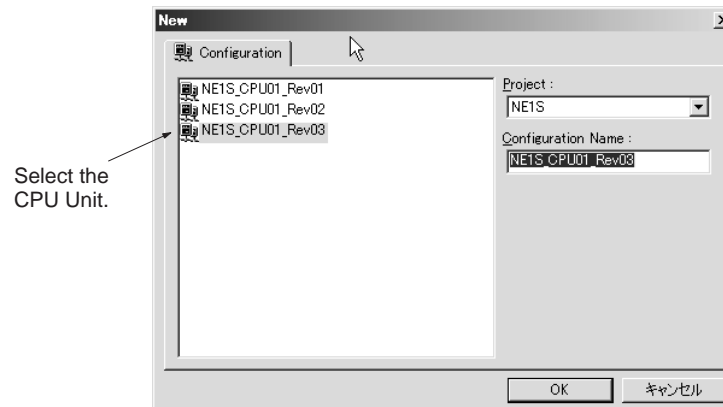 New
Configuration
NE1S_CPU01_Rev01
NE1S_CPU01_Rev02
NE1S_CPU01_Rev03
Project :
NE1S
Configuration Name :
NE1S_CPU01_Rev03
Select the
CPU Unit.
OK
キャンセル